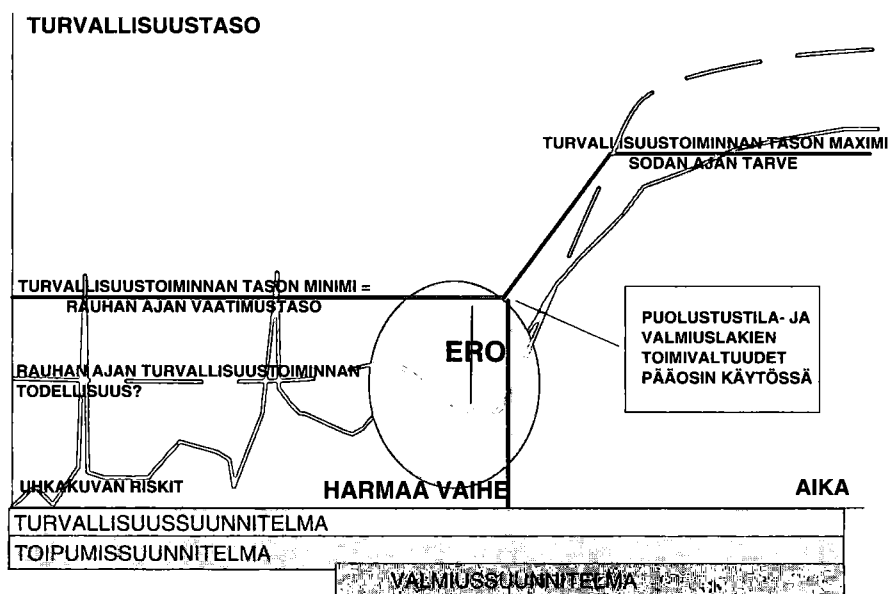 TURVALLISUUSTASO
TURVALLISUUSTOIMINNAN TASON MAXIMI
SODAN AJAN TARVE
TURVALLISUUSTOIMINNAN TASON MINIMI =
RAUHAN AJAN VAATIMUSTASO
PUOLUSTUSTILA- JA
VALMIUSLAKIEN
TOIMIVALTUUDET
PÄÄOSIN KÄYTÖSSÄ
ERO
RAUHAN AJAN TURVALLISUUSTOIMINNAN
TODELLISUUS?
UHKAKUVAN RISKIT
HARMAA VAIHE
AIKA
TURVALLISUUSSUUNNITELMA
TOIPUMISSUUNNITELMA
VALMIUSSUUNNITELMA